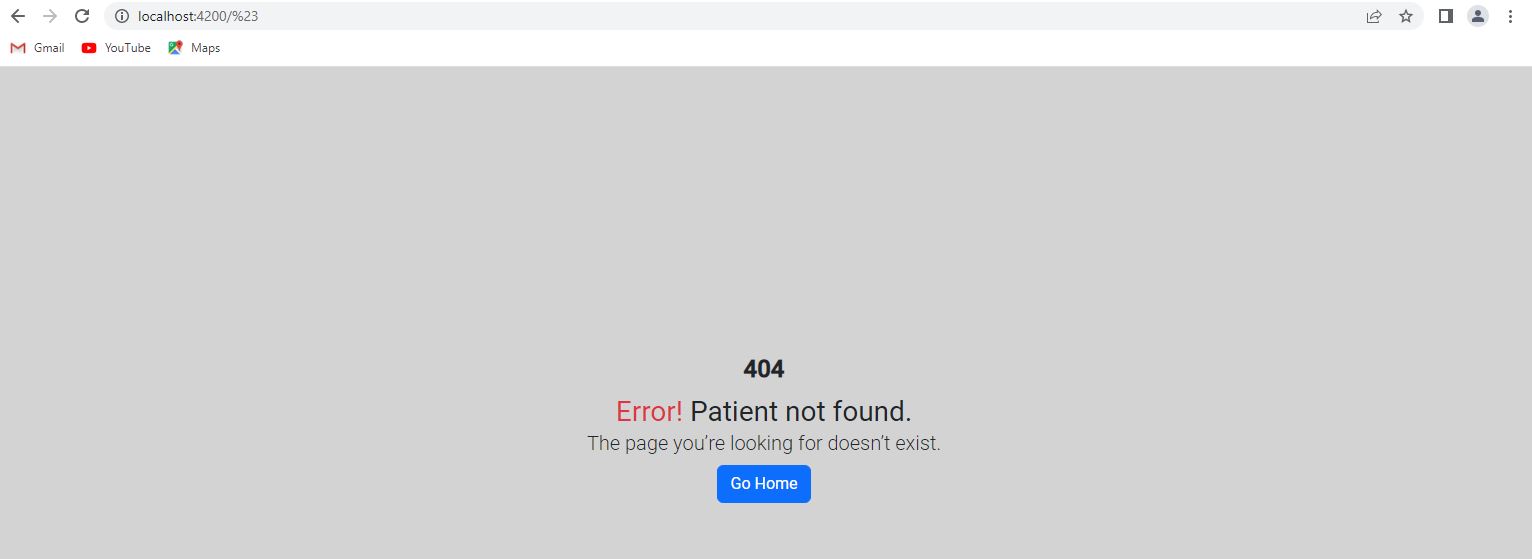 localhost:4200/%23
Gmail YouTube Maps
404
Error! Patient not found.
The page you’re looking for doesn’t exist.
Go Home